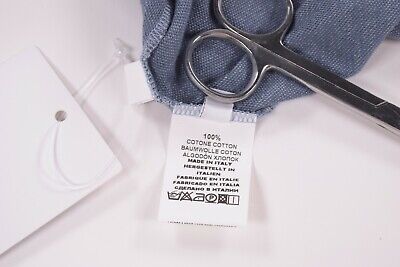 100%
COTONE COTTON
BAUMWOLLE COTON
ALGODÓN ХЛОПОК
MADE IN ITALY
HERGESTELLT IN
ITALIEN
FABRIQUE EN ITALIE
FABRICADO EN ITALIA
СДЕЛАНО В ИТАЛИИ